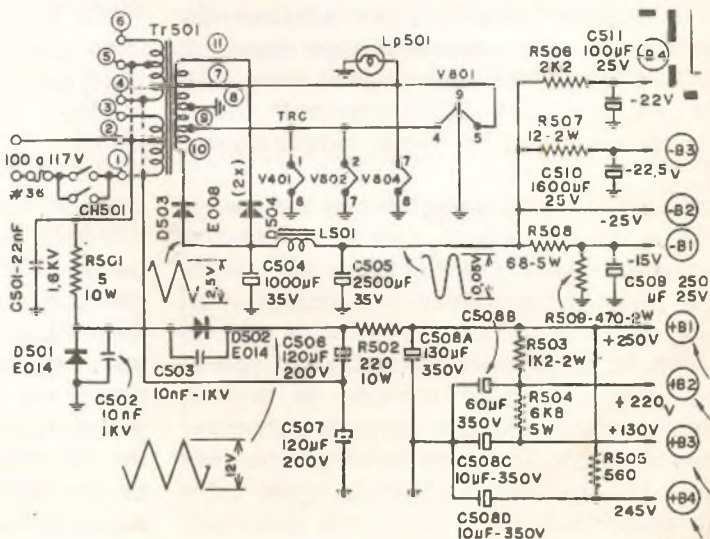 ⑥
Tr501
⑪
Lp501
R506
2K2
C511
100µF
25V
⑤
④
⑦
⑧
V801
9
-22V
③
TRC
⑨
4
5
R507
12-2W
-B3
②
⑩
1
2
7
-22,5V
100 a 117V
①
V401
V802
V804
C510
1600µF
25V
8
7
8
-B2
-25V
CH501
D503
E008
(2x)
D504
L501
R508
-B1
C501-22nF
1,8KV
R501
5
10W
2,5V
C504
1000µF
35V
C505
2500µF
35V
0,05V
68-5W
-15V
C509 250
µF 25V
C508B
R509-470-2W
+B1
D501
E014
D502
E014
C506
120µF
200V
R502
220
10W
C508A
130µF
350V
R503
1K2-2W
+250V
C503
10nF-1KV
C502
10nF
1KV
+B2
60µF
350V
R504
6K8
5W
+220V
C507
120µF
200V
+130V
+B3
12V
C508C
10µF-350V
R505
560
+B4
245V
C508D
10µF-350V